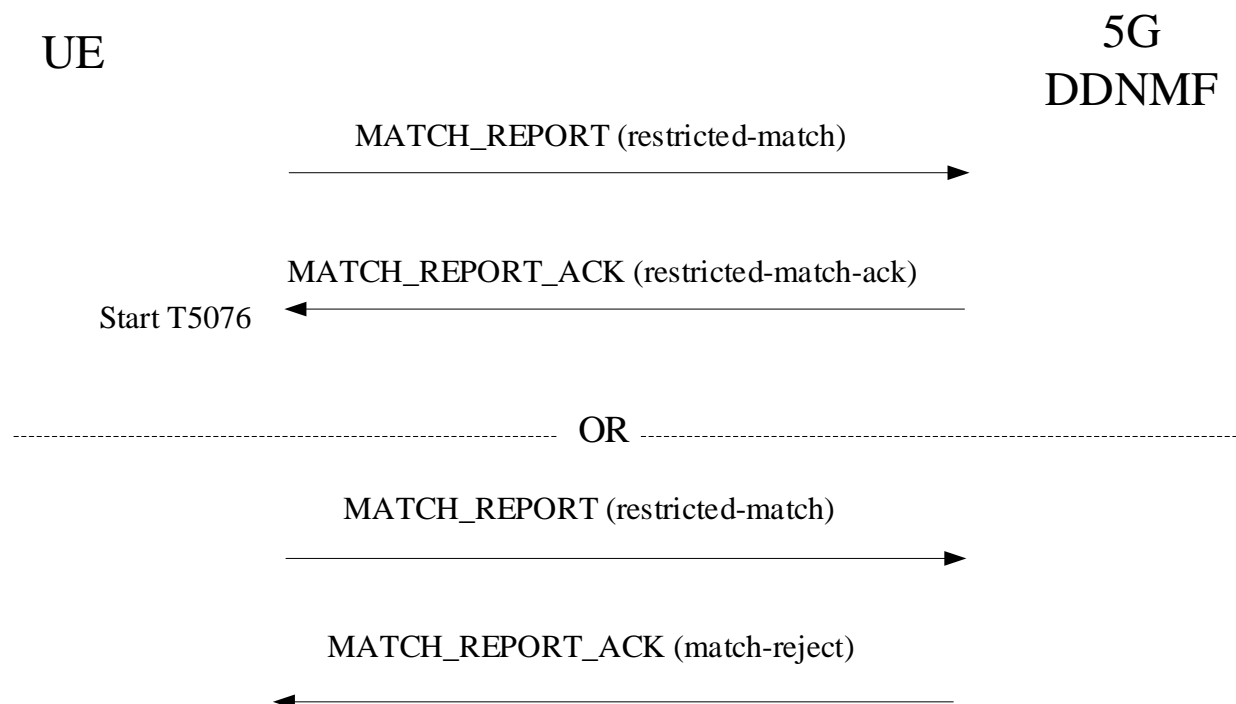 UE
5G
DDNMF
MATCH_REPORT (restricted-match)
MATCH_REPORT_ACK (restricted-match-ack)
Start T5076
OR
MATCH_REPORT (restricted-match)
MATCH_REPORT_ACK (match-reject)